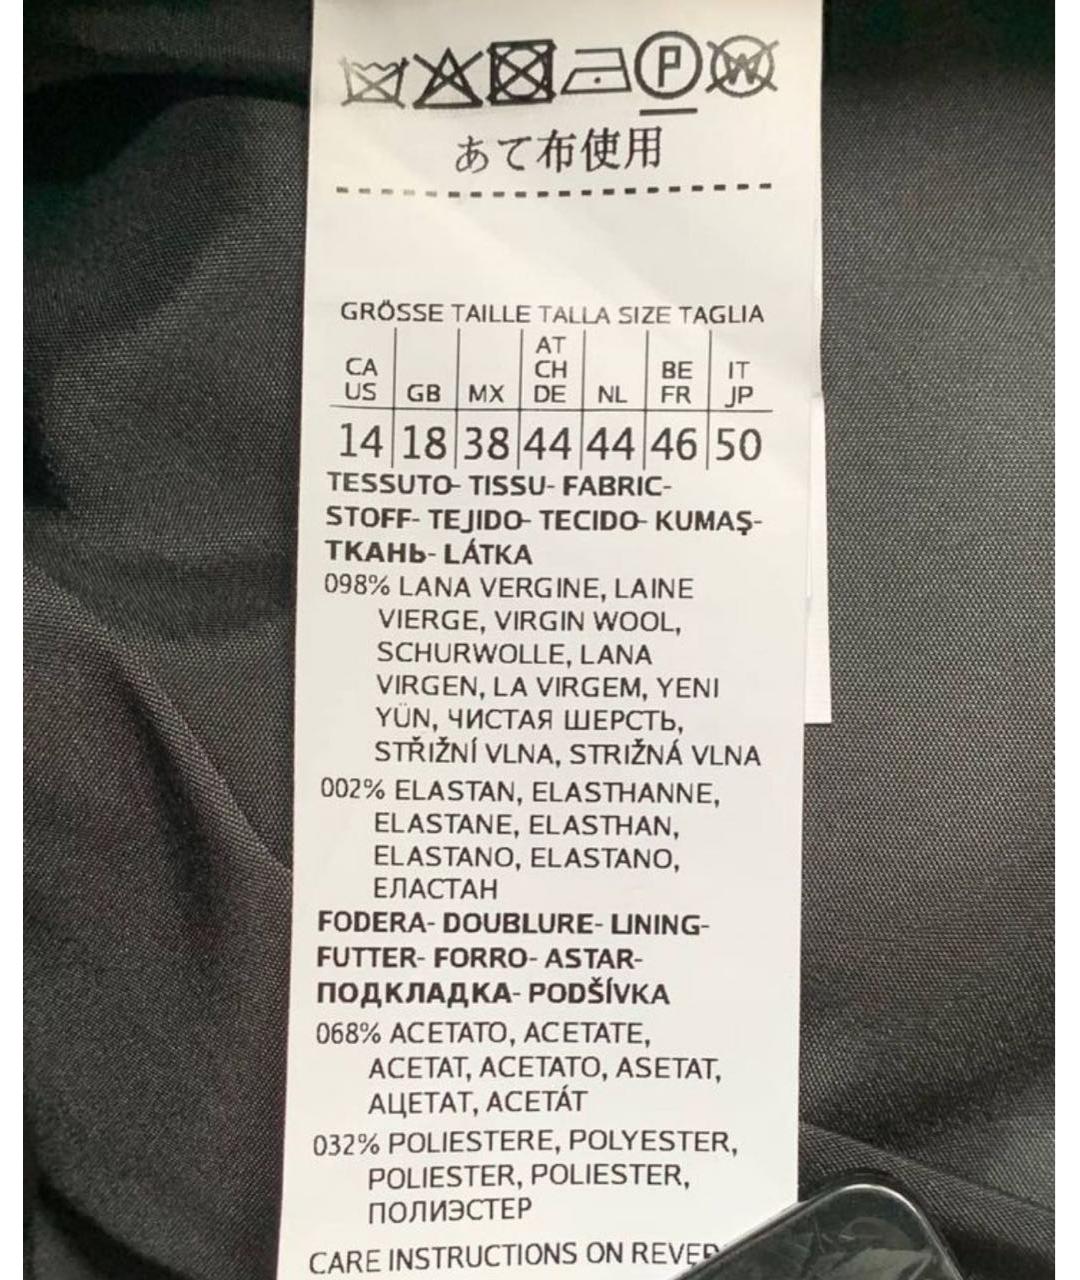 P W
あて布使用
GRÖSSE TAILLE TALLA SIZE TAGLIA
CA US GB MX AT CH DE NL BE FR IT JP
14 18 38 44 44 46 50
TESSUTO- TISSU- FABRIC-
STOFF- TEJIDO- TECIDO- KUMAŞ-
ТКАНЬ- LÁTKA
098% LANA VERGINE, LAINE
VIERGE, VIRGIN WOOL,
SCHURWOLLE, LANA
VIRGEN, LA VIRGEM, YENI
YÜN, ЧИСТАЯ ШЕРСТЬ,
STŘIŽNÍ VLNA, STRIŽNÁ VLNA
002% ELASTAN, ELASTHANNE,
ELASTANE, ELASTHAN,
ELASTANO, ELASTANO,
ЕЛАСТАН
FODERA- DOUBLURE- LINING-
FUTTER- FORRO- ASTAR-
ПОДКЛАДКА- PODŠÍVKA
068% ACETATO, ACETATE,
ACETAT, ACETATO, ASETAT,
АЦЕТАТ, ACETÁT
032% POLIESTERE, POLYESTER,
POLIESTER, POLIESTER,
ПОЛИЭСТЕР
CARE INSTRUCTIONS ON REVER